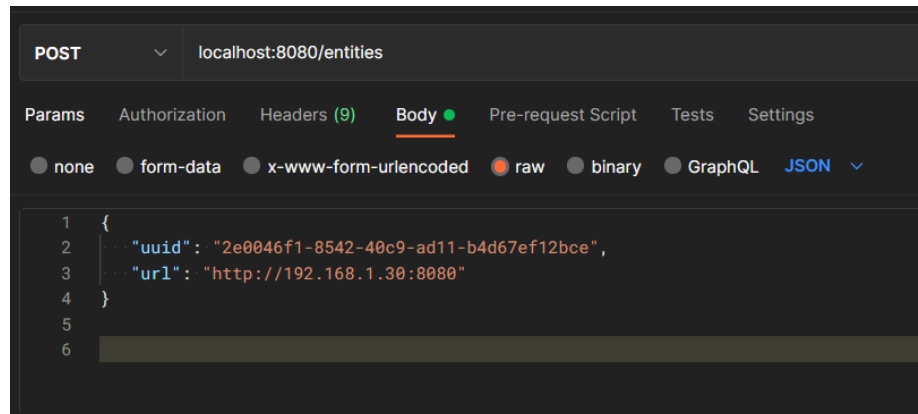 POST localhost:8080/entities
Params Authorization Headers (9) Body Pre-request Script Tests Settings
none form-data x-www-form-urlencoded raw binary GraphQL JSON
1 {
2 "uuid": "2e0046f1-8542-40c9-ad11-b4d67ef12bce",
3 "url": "http://192.168.1.30:8080"
4 }
5
6